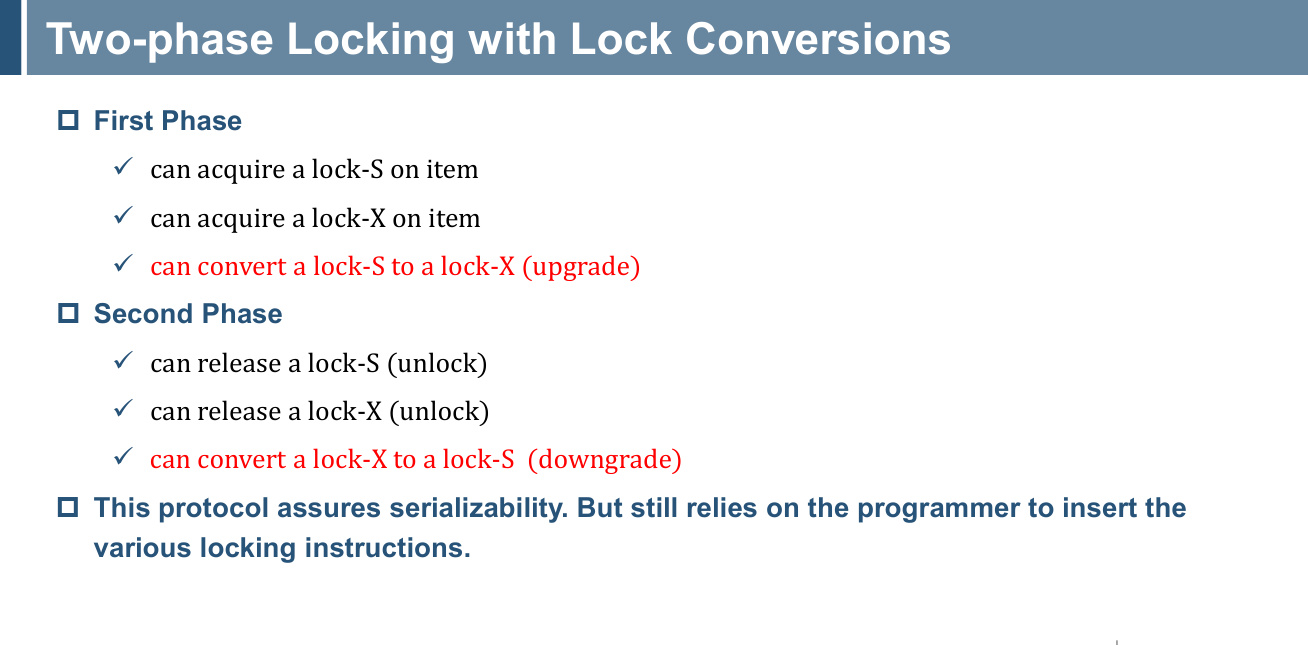 Two-phase Locking with Lock Conversions
First Phase
can acquire a lock-S on item
can acquire a lock-X on item
can convert a lock-S to a lock-X (upgrade)
Second Phase
can release a lock-S (unlock)
can release a lock-X (unlock)
can convert a lock-X to a lock-S (downgrade)
This protocol assures serializability. But still relies on the programmer to insert the
various locking instructions.